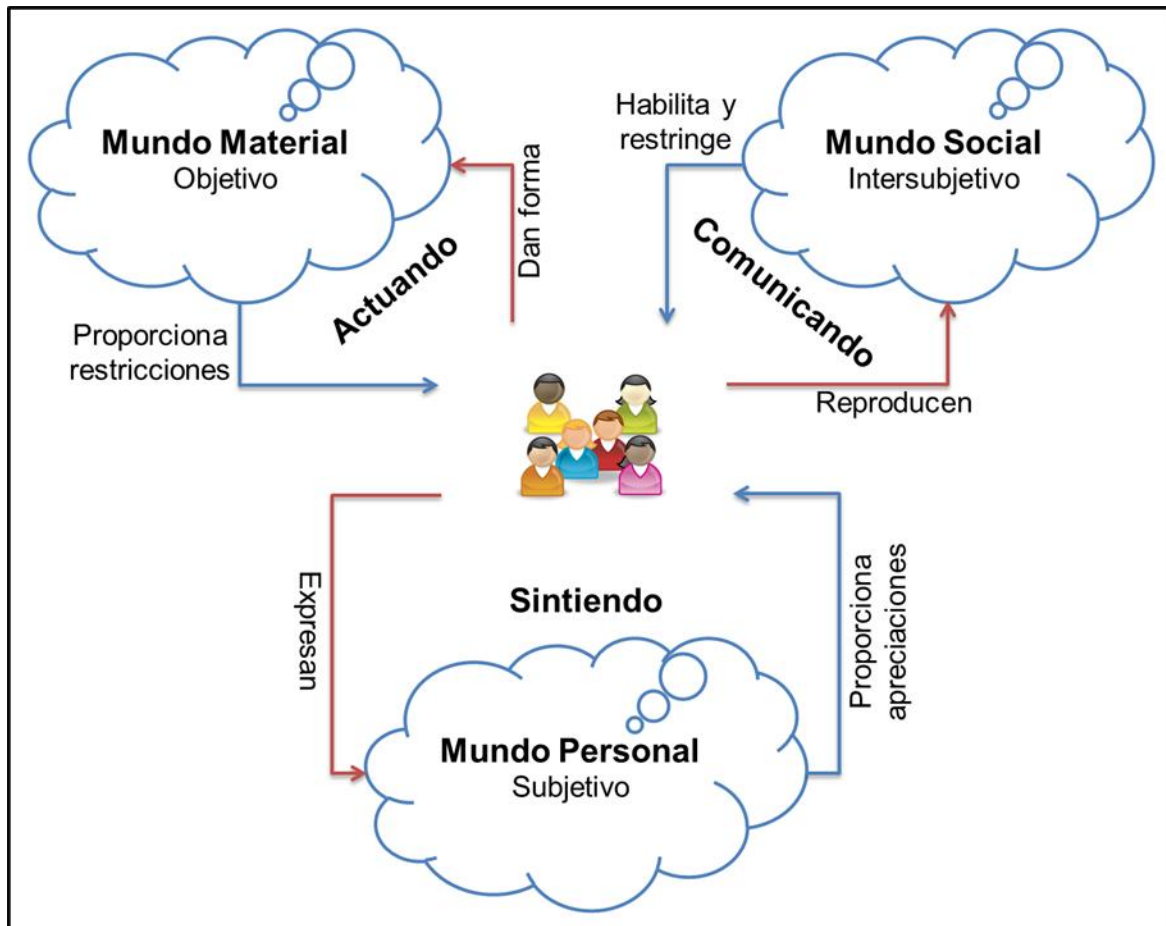 Mundo Material
Objetivo
Habilita y
restringe
Mundo Social
Intersubjetivo
Dan forma
Actuando
Comunicando
Proporciona
restricciones
Reproducen
Expresan
Sintiendo
Proporciona
apreciaciones
Mundo Personal
Subjetivo